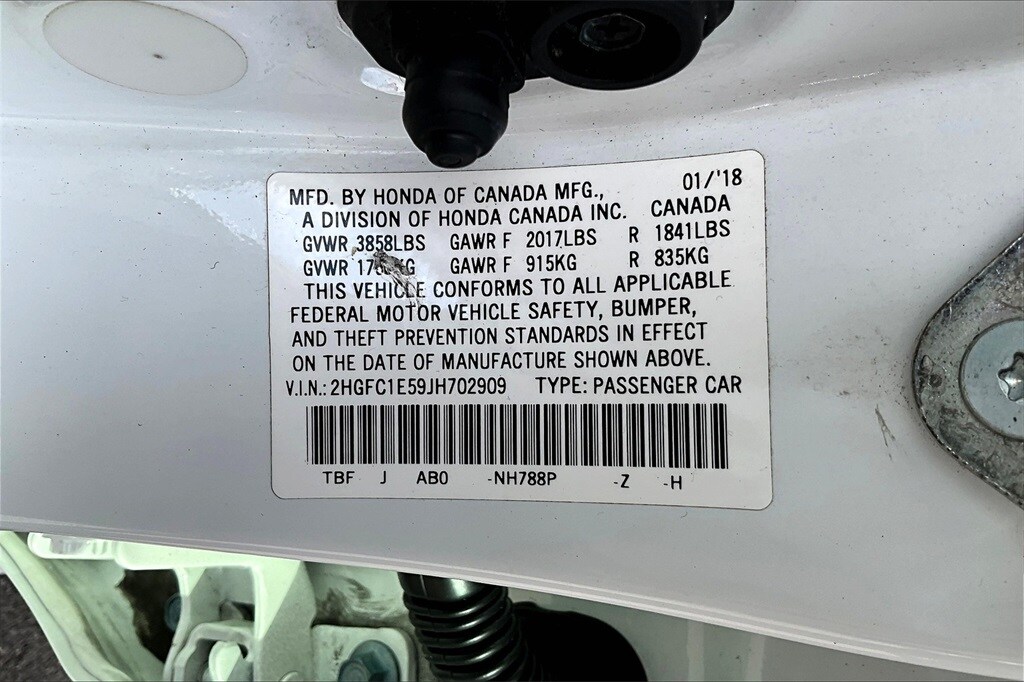 MFD. BY HONDA OF CANADA MFG., 01/'18
A DIVISION OF HONDA CANADA INC. CANADA
GVWR 3858LBS GAWR F 2017LBS R 1841LBS
GVWR GAWR F 915KG R 835KG
THIS VEHICLE CONFORMS TO ALL APPLICABLE
FEDERAL MOTOR VEHICLE SAFETY, BUMPER,
AND THEFT PREVENTION STANDARDS IN EFFECT
ON THE DATE OF MANUFACTURE SHOWN ABOVE.
V.I.N.: 2HGFC1E59JH702909 TYPE: PASSENGER CAR
TBF J AB0 -NH788P -Z -H